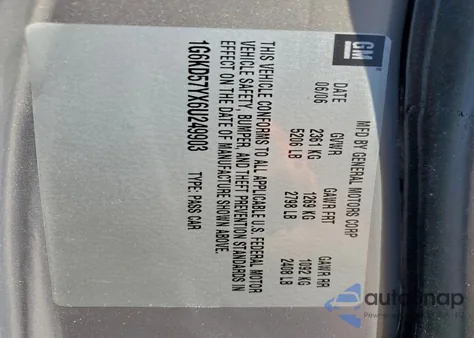 GM
MFD BY GENERAL MOTORS CORP
DATE GVWR GAWR FRT GAWR RR
06/06 2361 KG 1269 KG 1092 KG
5206 LB 2798 LB 2408 LB
THIS VEHICLE CONFORMS TO ALL APPLICABLE U.S. FEDERAL MOTOR
VEHICLE SAFETY, BUMPER, AND THEFT PREVENTION STANDARDS IN
EFFECT ON THE DATE OF MANUFACTURE SHOWN ABOVE.
1G6KD57YX6U249903 TYPE: PASS CAR
autosnap